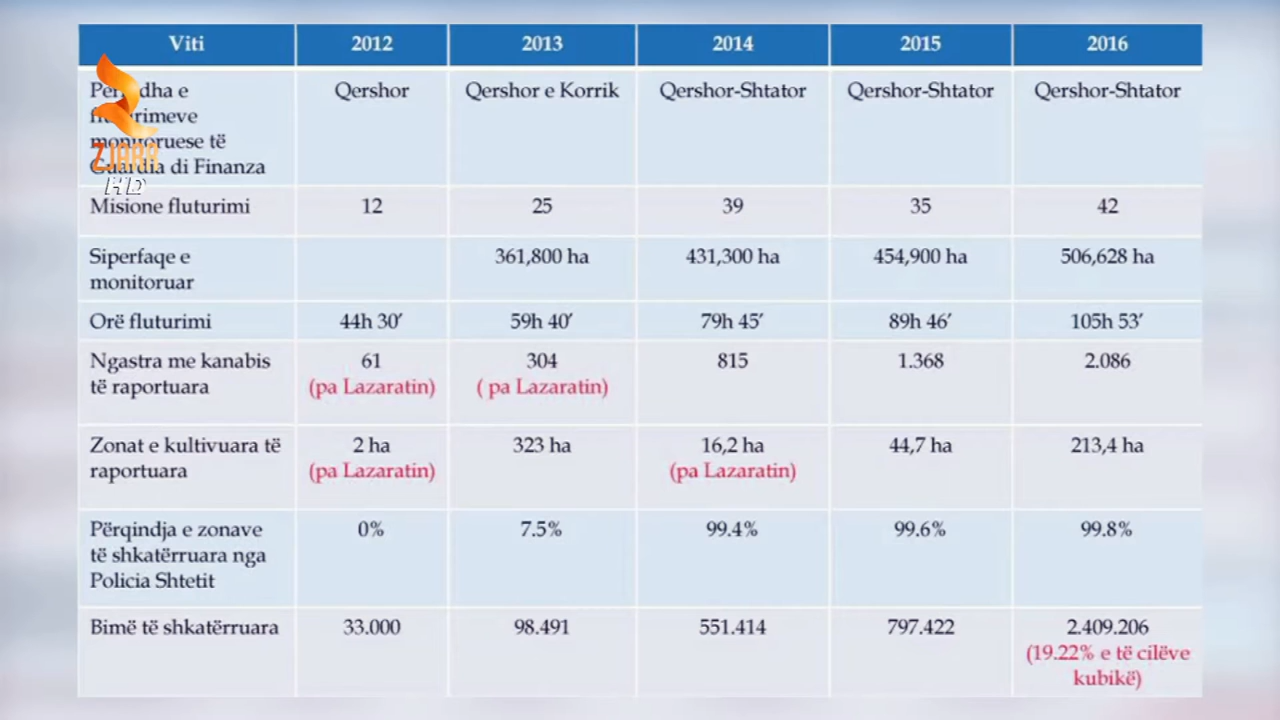 Viti 2012 2013 2014 2015 2016
Periudha e Qershor Qershor e Korrik Qershor-Shtator Qershor-Shtator Qershor-Shtator
fluturimeve
monitoruese të
Guardia di Finanza
ZJARR
HD
Misione fluturimi 12 25 39 35 42
Siperfaqe e 361,800 ha 431,300 ha 454,900 ha 506,628 ha
monitoruar
Orë fluturimi 44h 30′ 59h 40′ 79h 45′ 89h 46′ 105h 53′
Ngastra me kanabis 61 304 815 1.368 2.086
të raportuara (pa Lazaratin) ( pa Lazaratin)
Zonat e kultivuara të 2 ha 323 ha 16,2 ha 44,7 ha 213,4 ha
raportuara (pa Lazaratin) (pa Lazaratin)
Përqindja e zonave 0% 7.5% 99.4% 99.6% 99.8%
të shkatërruara nga
Policia Shtetit
Bimë të shkatërruara 33.000 98.491 551.414 797.422 2.409.206
(19.22% e të cilëve
kubikë)